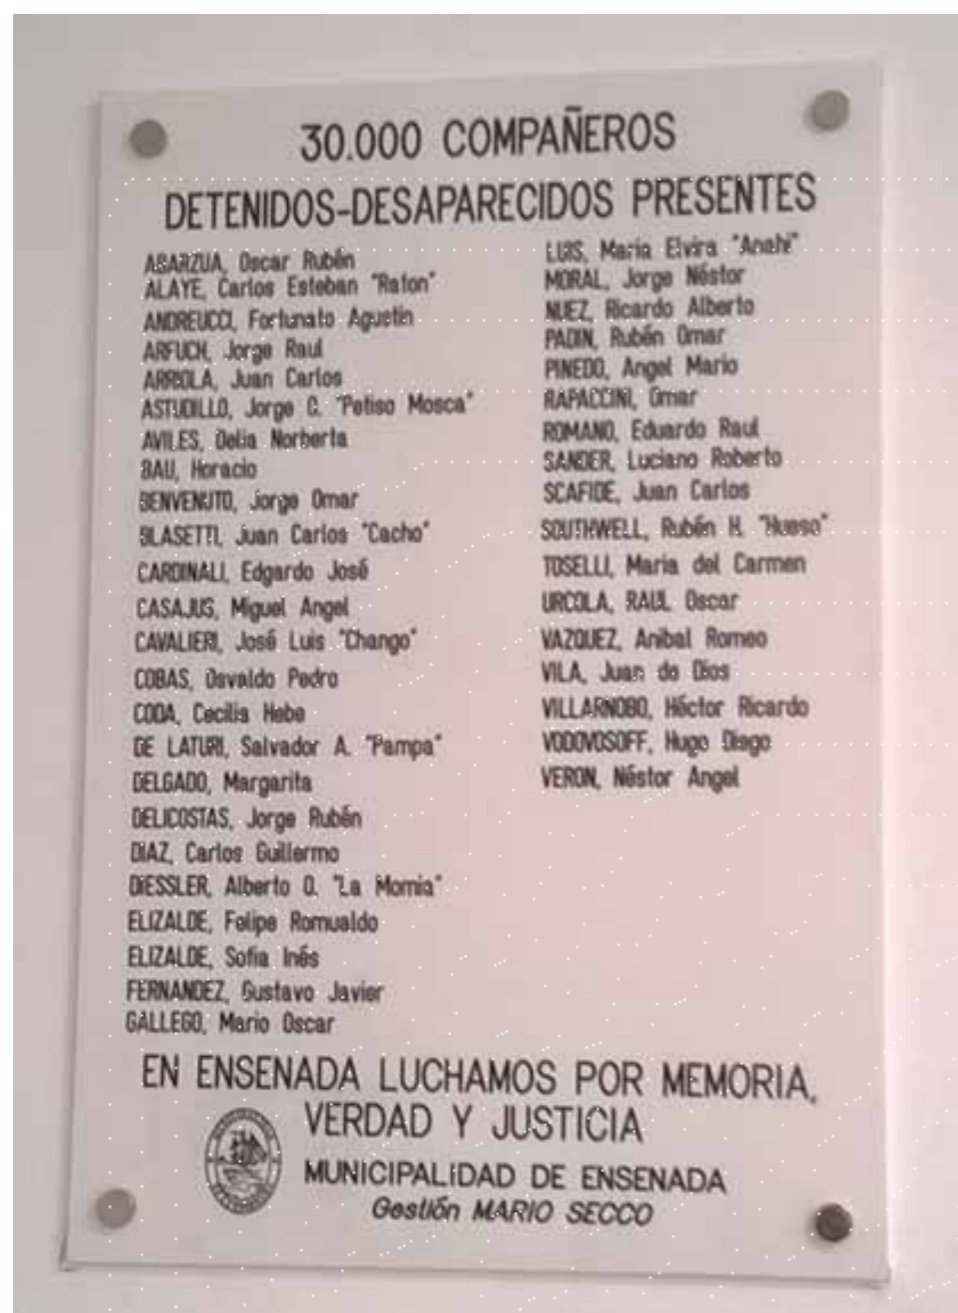 30.000 COMPAÑEROS
DETENIDOS-DESAPARECIDOS PRESENTES
ABARZUA, Oscar Rubén
ALAYE, Carlos Esteban "Raton"
ANDREUCCI, Fortunato Agustin
ARFUCH, Jorge Raul
ARROLA, Juan Carlos
ASTUDILLO, Jorge C. "Petiso Mosca"
AVILES, Delia Norberta
BAU, Horacio
BENVENUTO, Jorge Omar
BLASETTI, Juan Carlos "Cacho"
CARDINALI, Edgardo José
CASAJUS, Miguel Angel
CAVALIERI, José Luis "Chango"
COBAS, Osvaldo Pedro
CODA, Cecilia Hebe
DE LATURI, Salvador A. "Pampa"
DELGADO, Margarita
DELICOSTAS, Jorge Rubén
DIAZ, Carlos Guillermo
DIESSLER, Alberto O. "La Momia"
ELIZALDE, Felipe Romualdo
ELIZALDE, Sofia Inés
FERNANDEZ, Gustavo Javier
GALLEGO, Mario Oscar
LUIS, Maria Elvira "Anahí"
MORAL, Jorge Néstor
NUEZ, Ricardo Alberto
PADIN, Rubén Omar
PINEDO, Angel Mario
RAPACCINI, Omar
ROMANO, Eduardo Raul
SANDER, Luciano Roberto
SCAFIDE, Juan Carlos
SOUTHWELL, Rubén H. "Hueso"
TOSELLI, Maria del Carmen
URCOLA, RAUL Oscar
VAZQUEZ, Anibal Romeo
VILA, Juan de Dios
VILLARNOBO, Héctor Ricardo
VODOVOSOFF, Hugo Diego
VERON, Néstor Angel
EN ENSENADA LUCHAMOS POR MEMORIA,
VERDAD Y JUSTICIA
MUNICIPALIDAD DE ENSENADA
Gestión MARIO SECCO